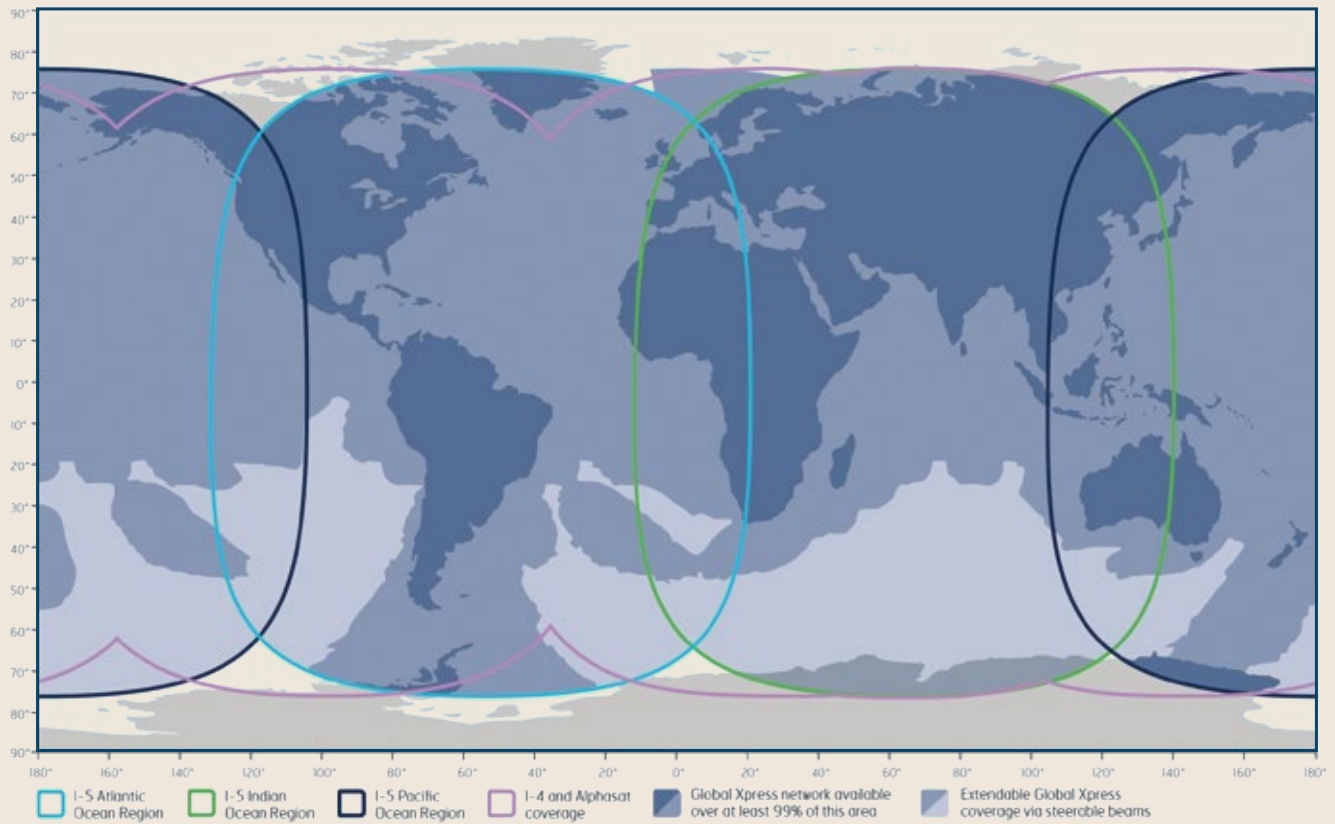 90°
80°
70°
60°
50°
40°
30°
20°
10°
0°
10°
20°
30°
40°
50°
60°
70°
80°
90°
180° 160° 140° 120° 100° 80° 60° 40° 20° 0° 20° 40° 60° 80° 100° 120° 140° 160° 180°
I-5 Atlantic
Ocean Region
I-5 Indian
Ocean Region
I-5 Pacific
Ocean Region
I-4 and Alphasat
coverage
Global Xpress network available
over at least 99% of this area
Extendable Global Xpress
coverage via steerable beams